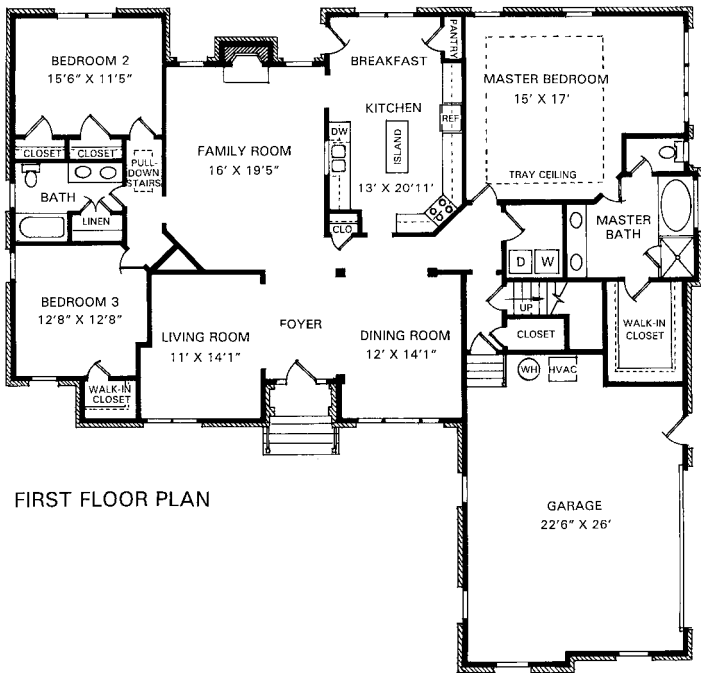 BEDROOM 2
15'6" X 11'5"
CLOSET
CLOSET
PULL-
DOWN
STAIRS
BATH
LINEN
BEDROOM 3
12'8" X 12'8"
WALK-IN
CLOSET
FAMILY ROOM
16' X 19'5"
LIVING ROOM
11' X 14'1"
FOYER
DINING ROOM
12' X 14'1"
BREAKFAST
PANTRY
KITCHEN
DW
ISLAND
REF
13' X 20'11'
CLO
MASTER BEDROOM
15' X 17'
TRAY CEILING
MASTER
BATH
D
W
UP
CLOSET
WALK-IN
CLOSET
WH
HVAC
GARAGE
22'6" X 26'
FIRST FLOOR PLAN